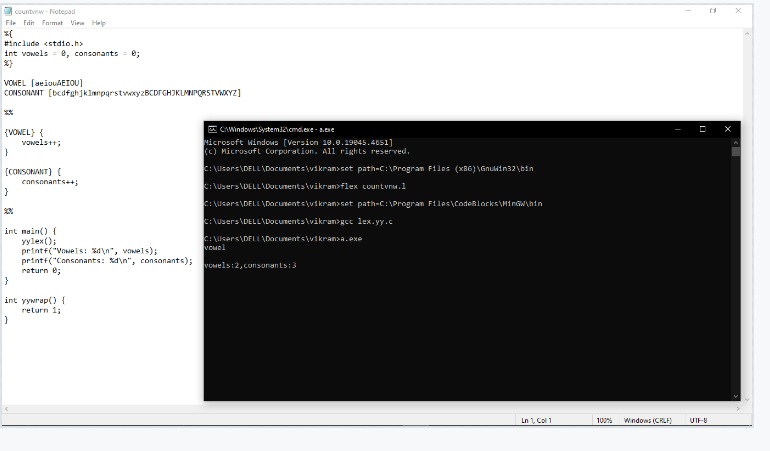 countvnw - Notepad
File Edit Format View Help
%{
#include <stdio.h>
int vowels = 0, consonants = 0;
%}
VOWEL [aeiouAEIOU]
CONSONANT [bcdfghjklmnpqrstvwxyzBCDFGHJKLMNPQRSTVWXYZ]
%%
{VOWEL} {
vowels++;
}
{CONSONANT} {
consonants++;
}
%%
int main() {
yylex();
printf("Vowels: %d\n", vowels);
printf("Consonants: %d\n", consonants);
return 0;
}
int yywrap() {
return 1;
}
C:\Windows\System32\cmd.exe - a.exe
Microsoft Windows [Version 10.0.19045.4651]
(c) Microsoft Corporation. All rights reserved.
C:\Users\DELL\Documents\vikram>set path=C:\Program Files (x86)\GnuWin32\bin
C:\Users\DELL\Documents\vikram>flex countvnw.l
C:\Users\DELL\Documents\vikram>set path=C:\Program Files\CodeBlocks\MinGW\bin
C:\Users\DELL\Documents\vikram>gcc lex.yy.c
C:\Users\DELL\Documents\vikram>a.exe
vowel
vowels:2,consonants:3
Ln 1, Col 1 100% Windows (CRLF) UTF-8